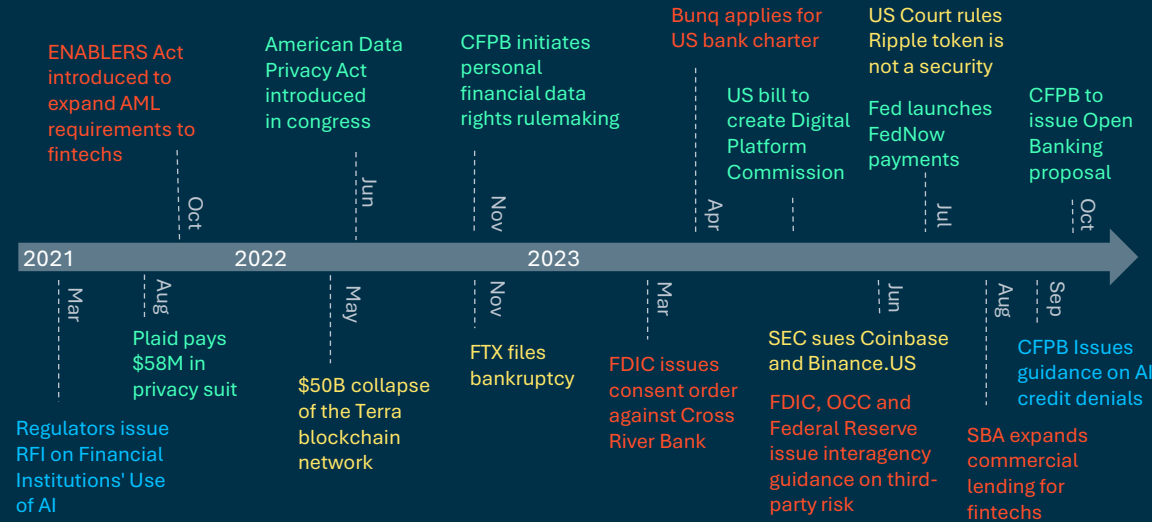 ENABLERS Act
introduced to
expand AML
requirements to
fintechs
American Data
Privacy Act
introduced
in congress
CFPB initiates
personal
financial data
rights rulemaking
Bunq applies for
US bank charter
US bill to
create Digital
Platform
Commission
US Court rules
Ripple token is
not a security
Fed launches
FedNow
payments
CFPB to
issue Open
Banking
proposal
Oct
Jun
Nov
Apr
Jul
Oct
2021
2022
2023
Mar
Aug
May
Nov
Mar
Jun
Aug
Sep
Regulators issue
RFI on Financial
Institutions' Use
of AI
Plaid pays
$58M in
privacy suit
$50B collapse
of the Terra
blockchain
network
FTX files
bankruptcy
FDIC issues
consent order
against Cross
River Bank
SEC sues Coinbase
and Binance.US
FDIC, OCC and
Federal Reserve
issue interagency
guidance on third-
party risk
SBA expands
commercial
lending for
fintechs
CFPB Issues
guidance on AI
credit denials